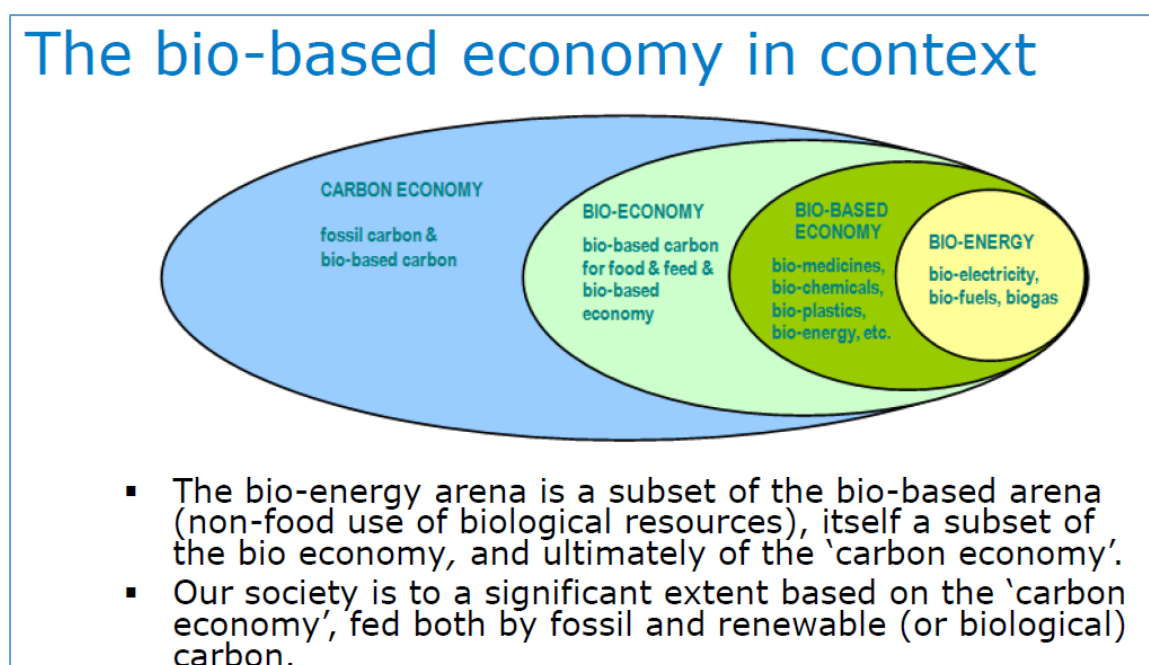 The bio-based economy in context
CARBON ECONOMY
fossil carbon &
bio-based carbon
BIO-ECONOMY
bio-based carbon
for food & feed &
bio-based
economy
BIO-BASED
ECONOMY
bio-medicines,
bio-chemicals,
bio-plastics,
bio-energy, etc.
BIO-ENERGY
bio-electricity,
bio-fuels, biogas
▪ The bio-energy arena is a subset of the bio-based arena
(non-food use of biological resources), itself a subset of
the bio economy, and ultimately of the ‘carbon economy’.
▪ Our society is to a significant extent based on the ‘carbon
economy’, fed both by fossil and renewable (or biological)
carbon.